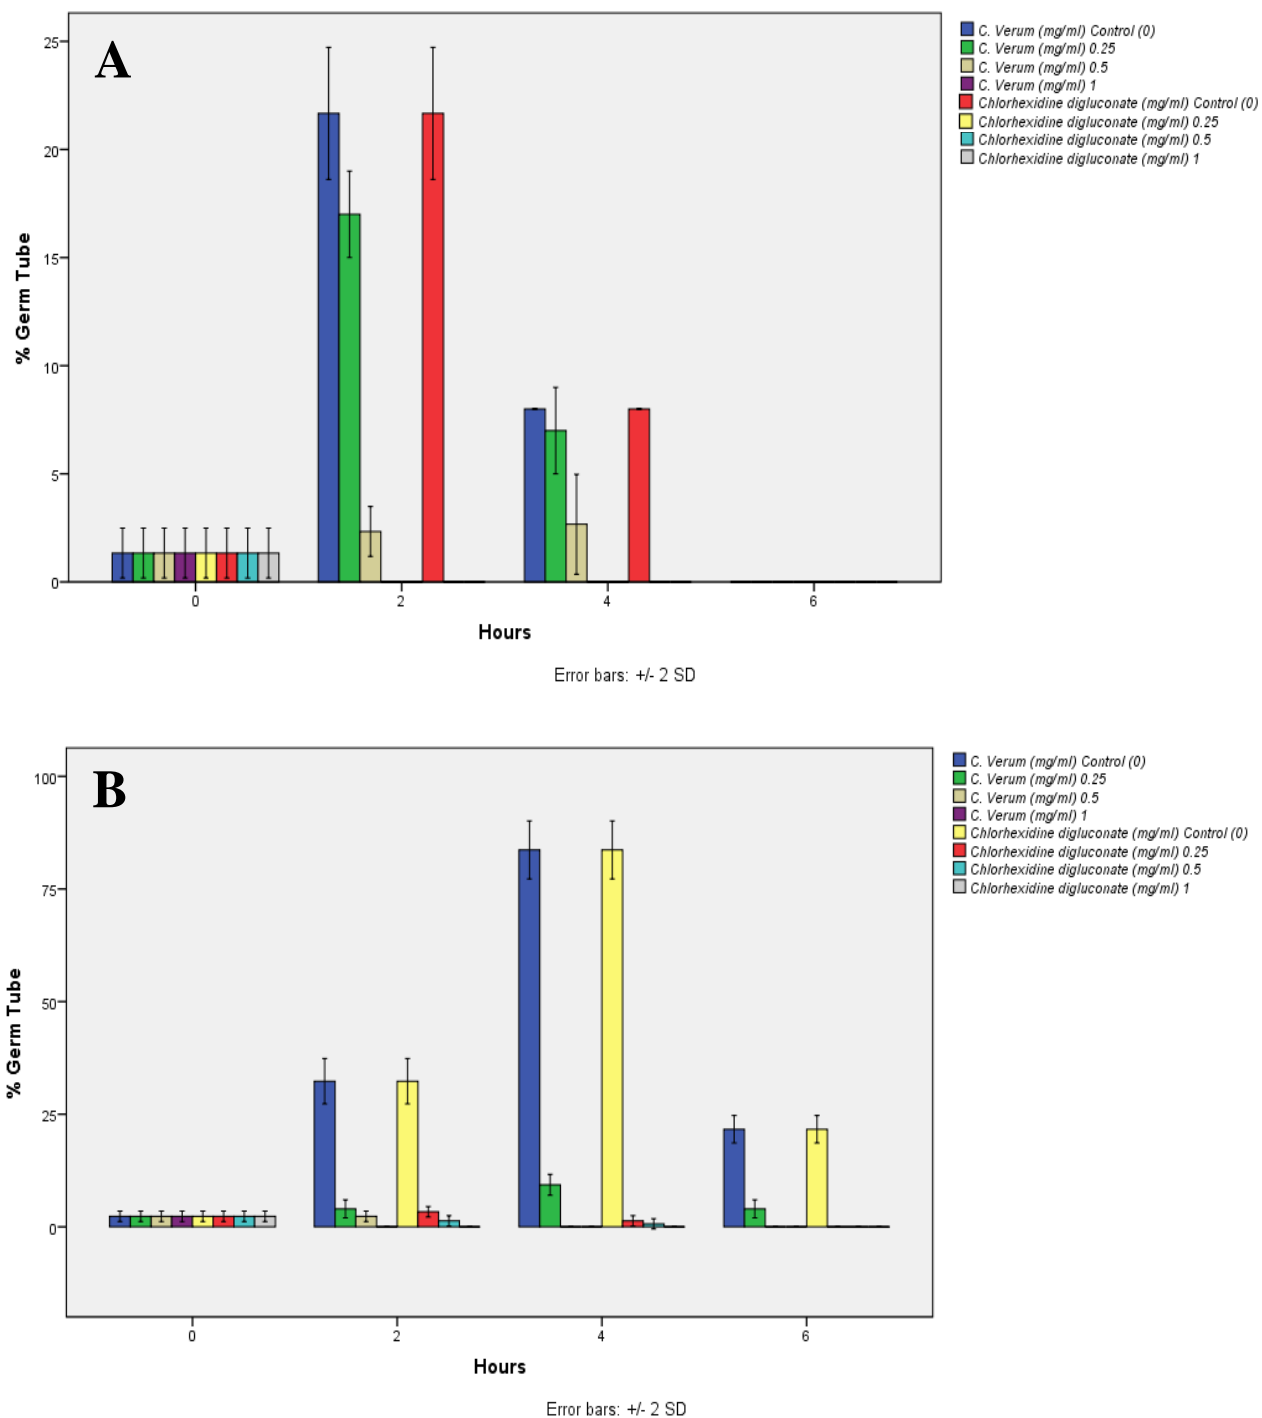 A
25
20
15
10
5
0
% Germ Tube
0 2 4 6
Hours
Error bars: +/- 2 SD
C. Verum (mg/ml) Control (0)
C. Verum (mg/ml) 0.25
C. Verum (mg/ml) 0.5
C. Verum (mg/ml) 1
Chlorhexidine digluconate (mg/ml) Control (0)
Chlorhexidine digluconate (mg/ml) 0.25
Chlorhexidine digluconate (mg/ml) 0.5
Chlorhexidine digluconate (mg/ml) 1
B
100
75
50
25
0
% Germ Tube
0 2 4 6
Hours
Error bars: +/- 2 SD
C. Verum (mg/ml) Control (0)
C. Verum (mg/ml) 0.25
C. Verum (mg/ml) 0.5
C. Verum (mg/ml) 1
Chlorhexidine digluconate (mg/ml) Control (0)
Chlorhexidine digluconate (mg/ml) 0.25
Chlorhexidine digluconate (mg/ml) 0.5
Chlorhexidine digluconate (mg/ml) 1